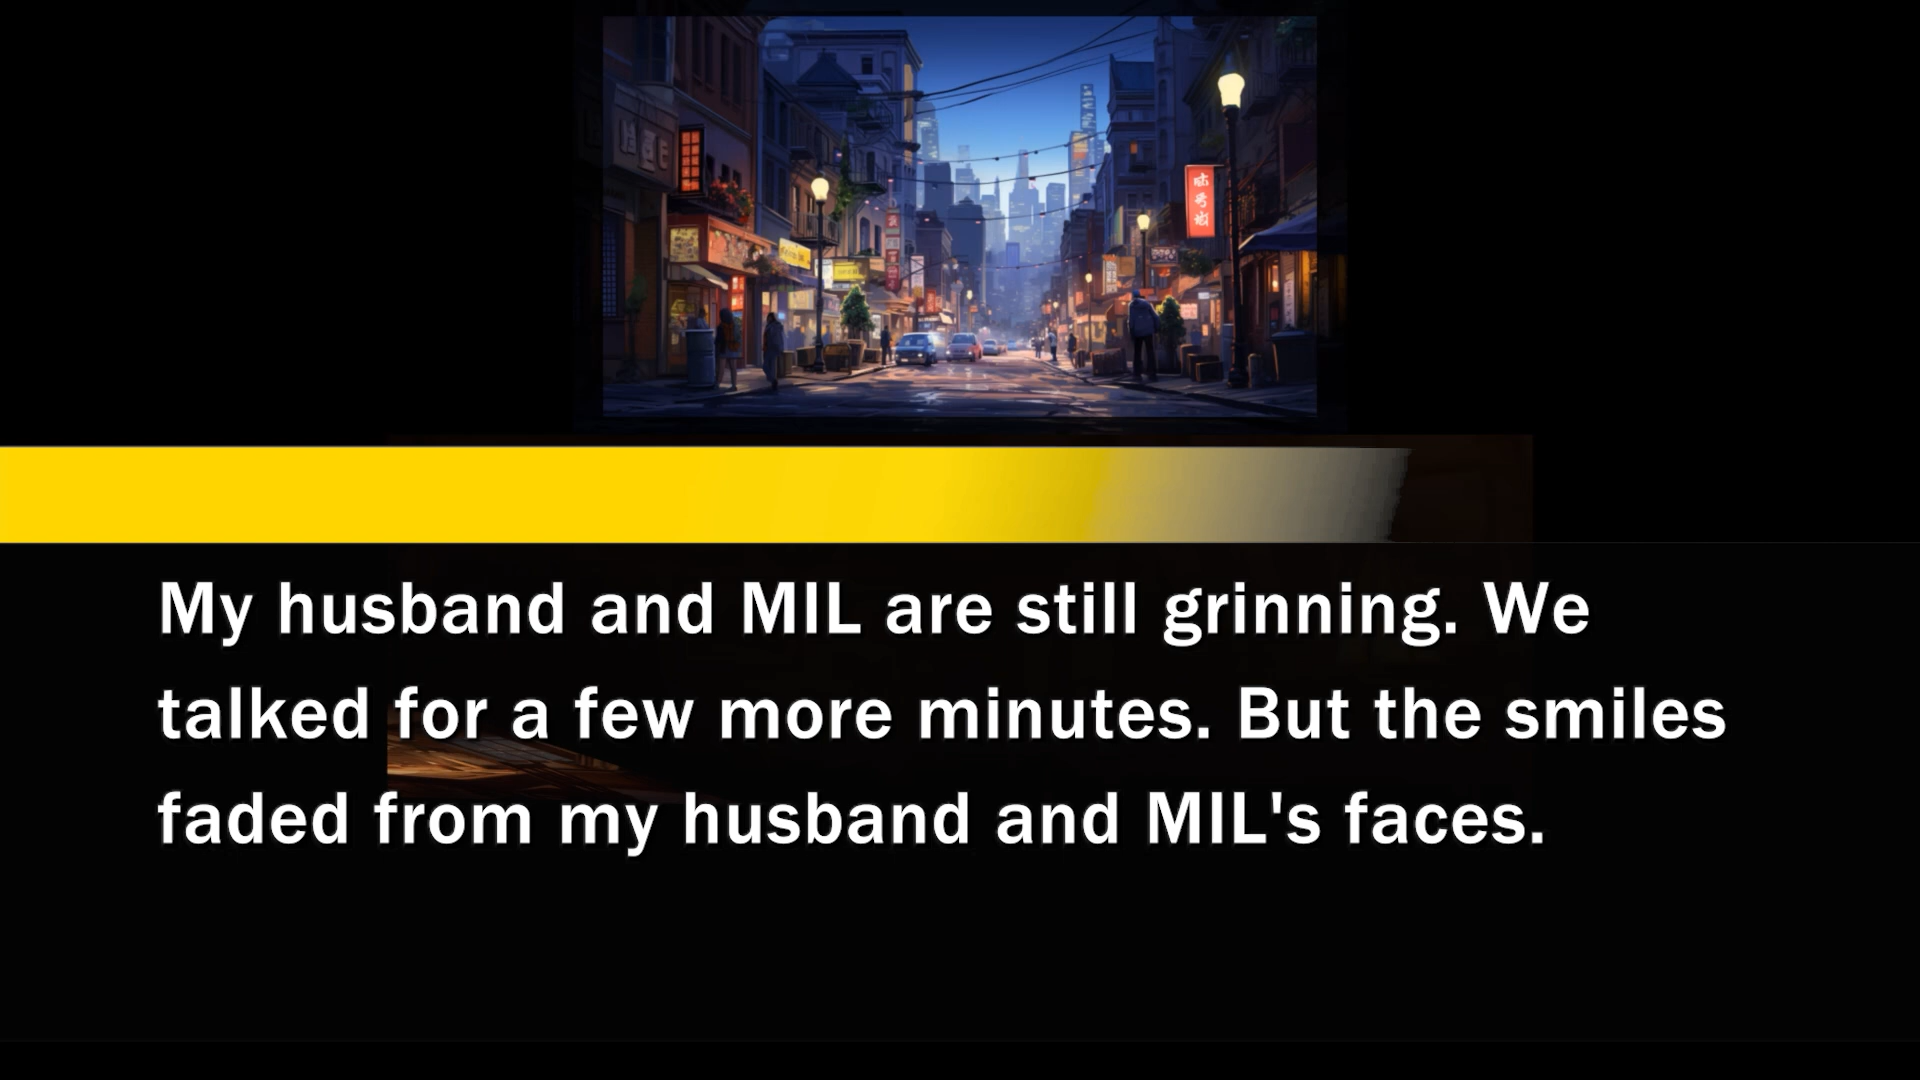 My husband and MIL are still grinning. We
talked for a few more minutes. But the smiles
faded from my husband and MIL's faces.